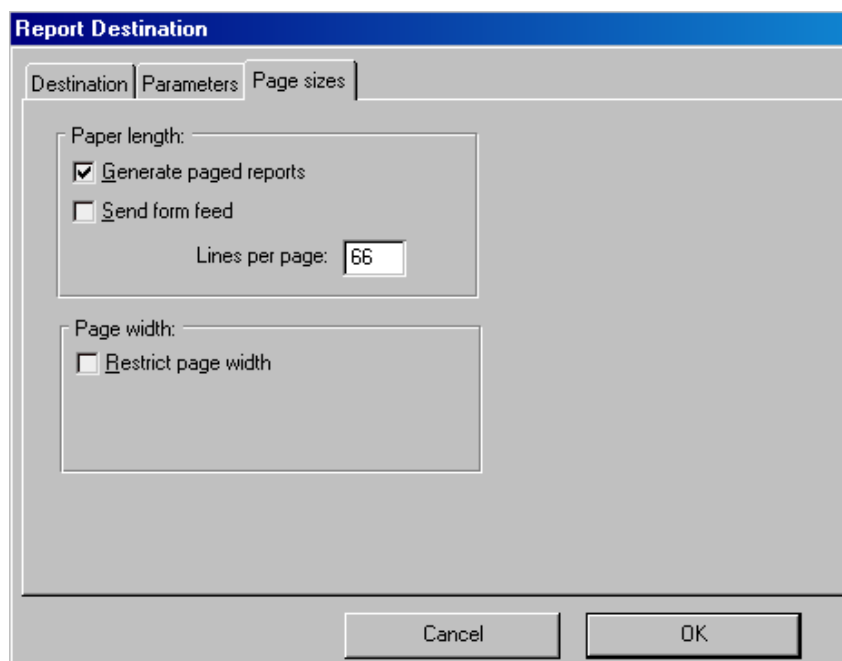 Report Destination
Destination Parameters Page sizes
Paper length:
Generate paged reports
Send form feed
Lines per page: 66
Page width:
Restrict page width
Cancel OK